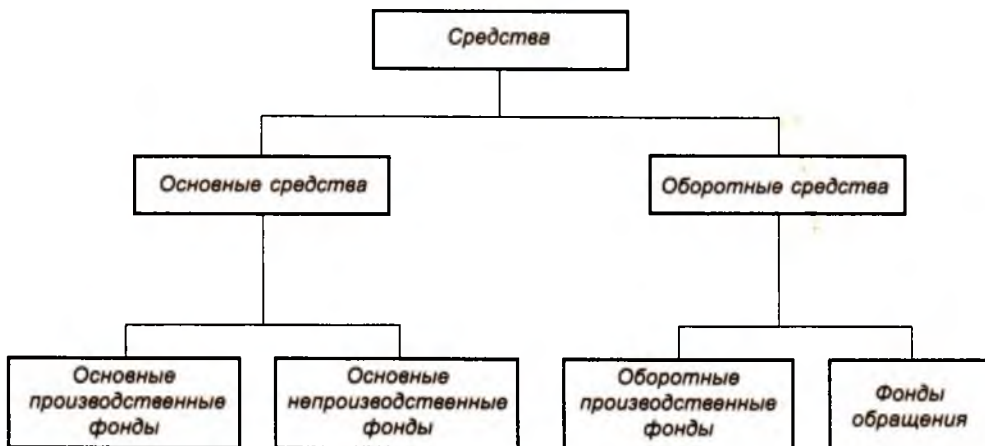 Средства
Основные средства
Оборотные средства
Основные
производственные
фонды
Основные
непроизводственные
фонды
Оборотные
производственные
фонды
Фонды
обращения